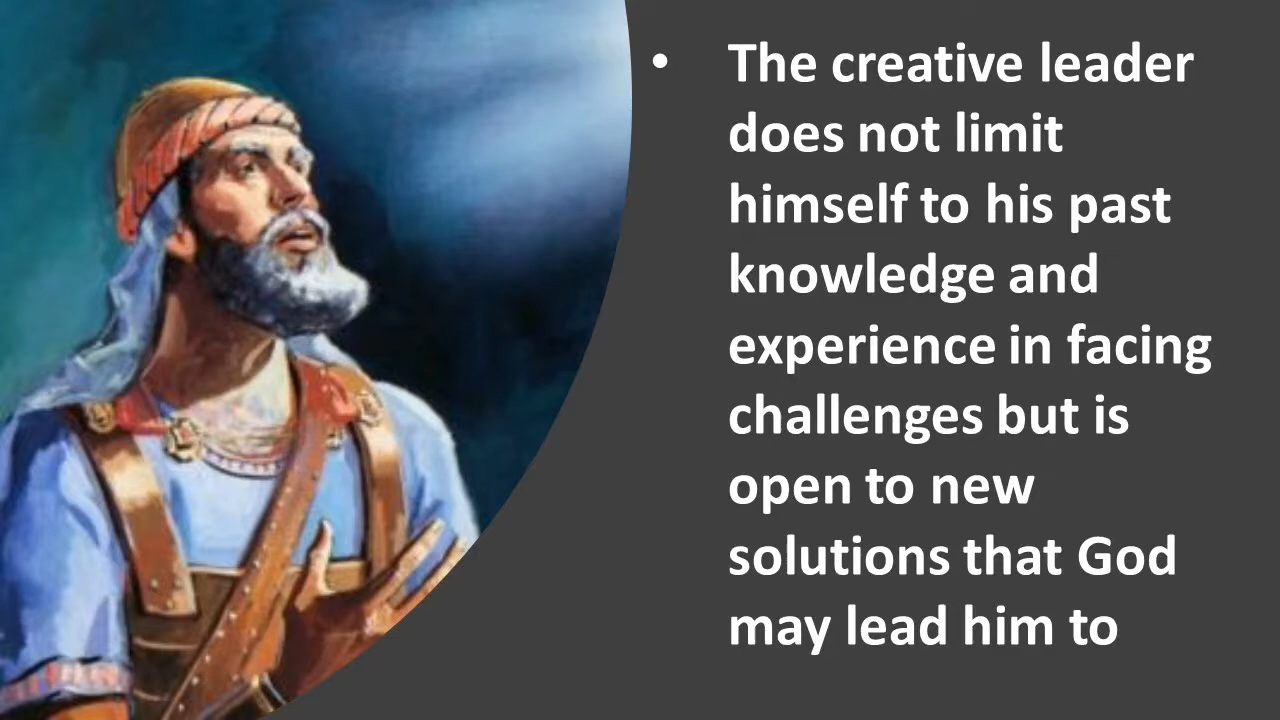 • The creative leader
does not limit
himself to his past
knowledge and
experience in facing
challenges but is
open to new
solutions that God
may lead him to